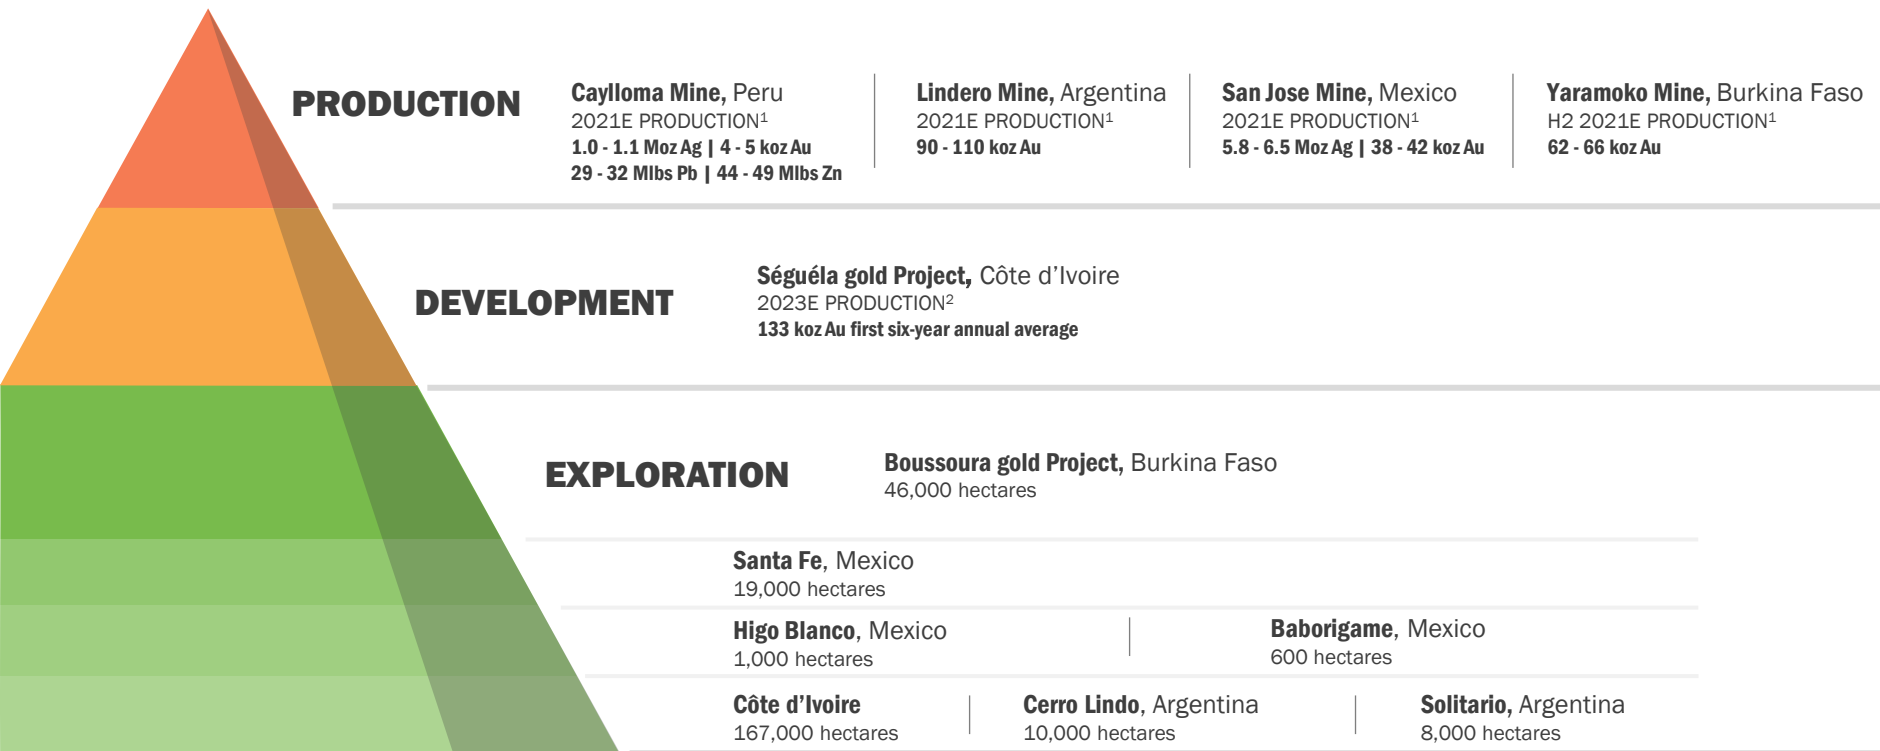 PRODUCTION
Caylloma Mine, Peru
2021E PRODUCTION¹
1.0 - 1.1 Moz Ag | 4 - 5 koz Au
29 - 32 Mlbs Pb | 44 - 49 Mlbs Zn
Lindero Mine, Argentina
2021E PRODUCTION¹
90 - 110 koz Au
San Jose Mine, Mexico
2021E PRODUCTION¹
5.8 - 6.5 Moz Ag | 38 - 42 koz Au
Yaramoko Mine, Burkina Faso
H2 2021E PRODUCTION¹
62 - 66 koz Au
DEVELOPMENT
Séguéla gold Project, Côte d’Ivoire
2023E PRODUCTION²
133 koz Au first six-year annual average
EXPLORATION
Boussoura gold Project, Burkina Faso
46,000 hectares
Santa Fe, Mexico
19,000 hectares
Higo Blanco, Mexico
1,000 hectares
Baborigame, Mexico
600 hectares
Côte d’Ivoire
167,000 hectares
Cerro Lindo, Argentina
10,000 hectares
Solitario, Argentina
8,000 hectares